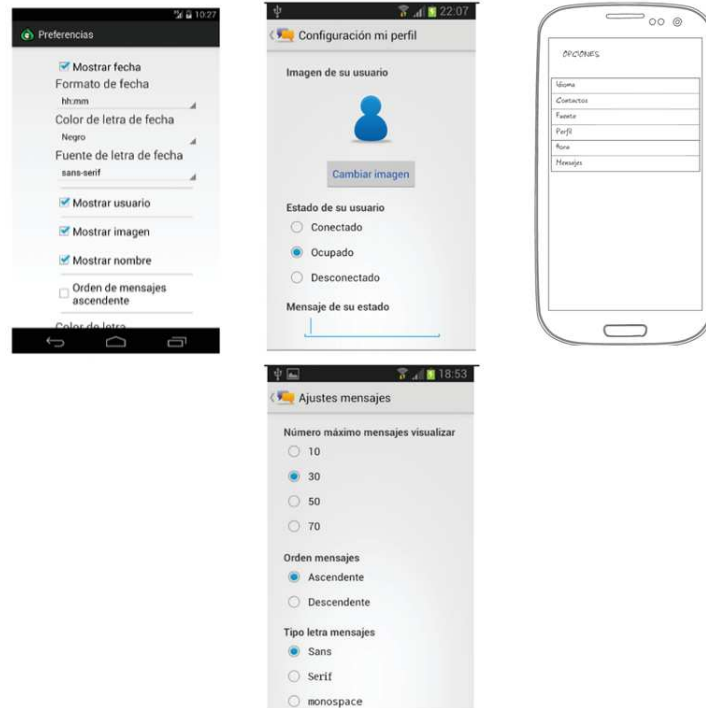 10:27
Preferencias
Mostrar fecha
Formato de fecha
hh:mm
Color de letra de fecha
Negro
Fuente de letra de fecha
sans-serif
Mostrar usuario
Mostrar imagen
Mostrar nombre
Orden de mensajes
ascendente
Color de letra
22:07
Configuración mi perfil
Imagen de su usuario
Cambiar imagen
Estado de su usuario
Conectado
Ocupado
Desconectado
Mensaje de su estado
OPCIONES
Idioma
Contactos
Fuente
Perfil
Hora
Mensajes
18:53
Ajustes mensajes
Número máximo mensajes visualizar
10
30
50
70
Orden mensajes
Ascendente
Descendente
Tipo letra mensajes
Sans
Serif
monospace